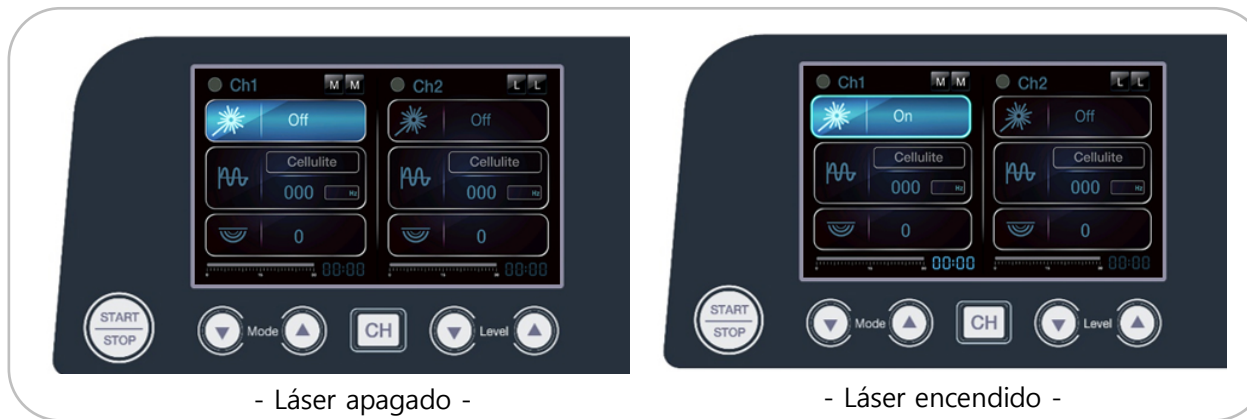 Ch1 M M Ch2 L L
Off Off
Cellulite Cellulite
000 Hz 000 Hz
0 0
00:00 00:00
START
STOP
Mode CH Level
- Láser apagado -
Ch1 M M Ch2 L L
On Off
Cellulite Cellulite
000 Hz 000 Hz
0 0
00:00 00:00
START
STOP
Mode CH Level
- Láser encendido -